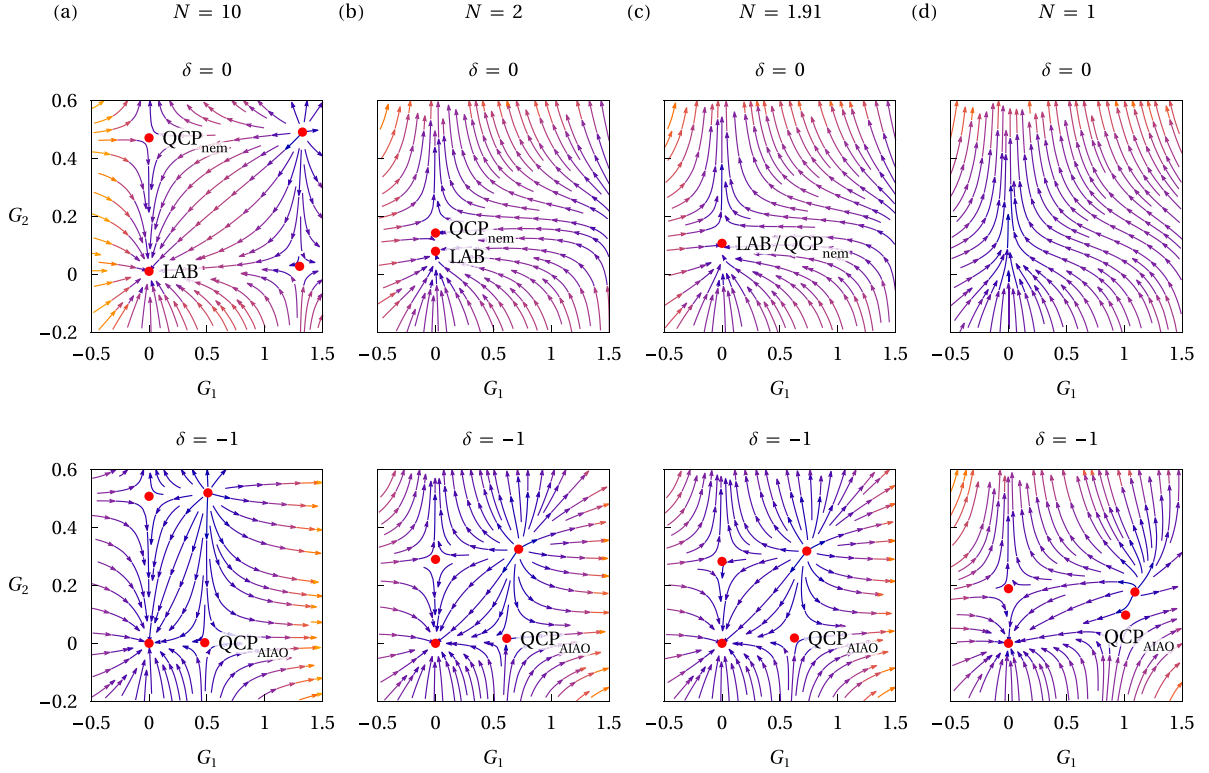 (a) N = 10 (b) N = 2 (c) N = 1.91 (d) N = 1
δ = 0 δ = 0 δ = 0 δ = 0
0.6
QCPnem
0.4
G2 0.2 QCPnem
LAB/QCPnem
LAB
0 LAB
−0.2
−0.5 0 0.5 1 1.5 −0.5 0 0.5 1 1.5 −0.5 0 0.5 1 1.5 −0.5 0 0.5 1 1.5
G1 G1 G1 G1
δ = −1 δ = −1 δ = −1 δ = −1
0.6
0.4
G2 0.2
0 QCPAIAO QCPAIAO QCPAIAO QCPAIAO
−0.2
−0.5 0 0.5 1 1.5 −0.5 0 0.5 1 1.5 −0.5 0 0.5 1 1.5 −0.5 0 0.5 1 1.5
G1 G1 G1 G1